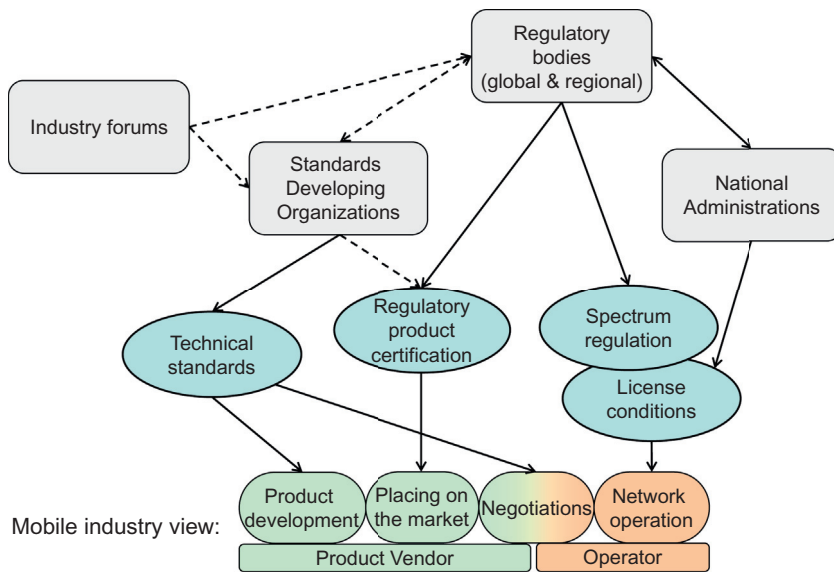 Regulatory
bodies
(global & regional)
Industry forums
Standards
Developing
Organizations
National
Administrations
Technical
standards
Regulatory
product
certification
Spectrum
regulation
License
conditions
Mobile industry view:
Product
development
Placing on
the market
Negotiations
Network
operation
Product Vendor
Operator